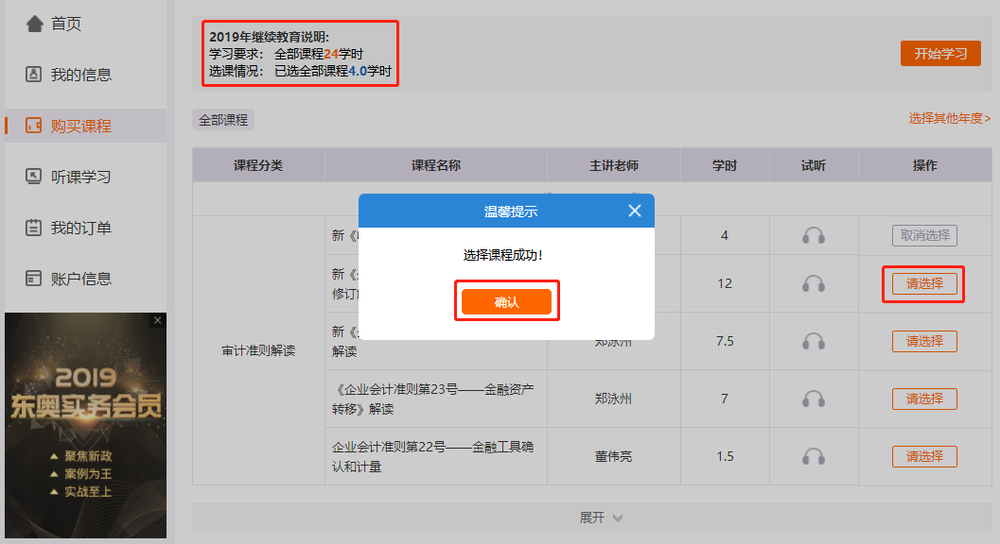 首页
我的信息
购买课程
听课学习
我的订单
账户信息
2019
东奥实务会员
聚焦新政
案例为王
实战至上
2019年继续教育说明:
学习要求: 全部课程24学时
选课情况: 已选全部课程4.0学时
开始学习
全部课程
选择其他年度>
课程分类 课程名称 主讲老师 学时 试听 操作
温馨提示
选择课程成功!
确认
审计准则解读
新《
4
取消选择
新《
修订
12
请选择
新《
解读
郑泳州
7.5
请选择
《企业会计准则第23号——金融资产
转移》解读
郑泳州
7
请选择
企业会计准则第22号——金融工具确
认和计量
董伟亮
1.5
请选择
展开